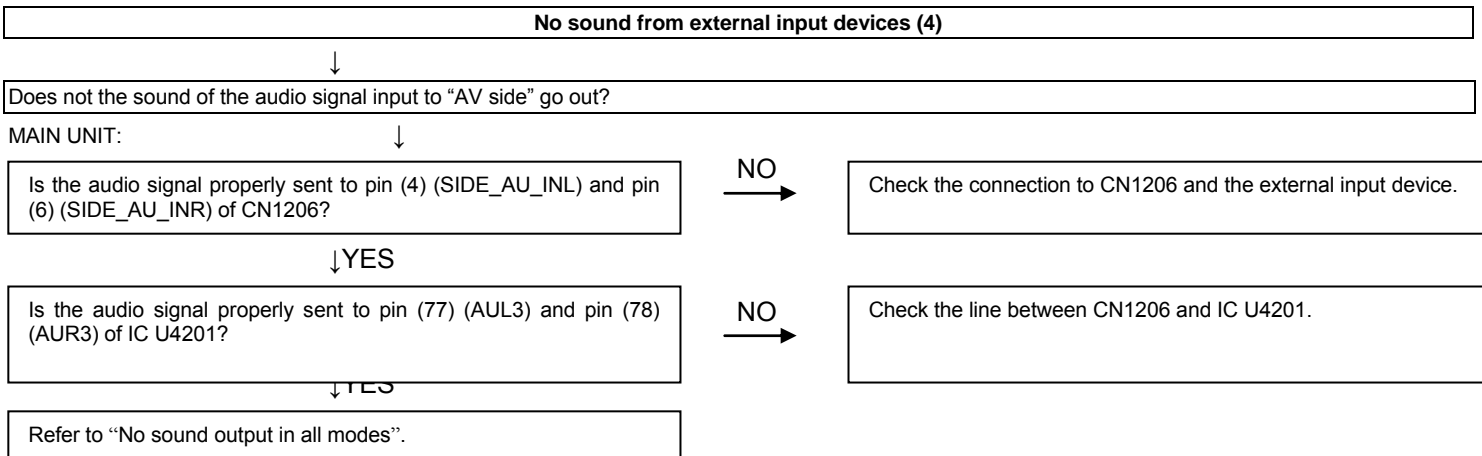 No sound from external input devices (4)
↓
Does not the sound of the audio signal input to “AV side” go out?
MAIN UNIT: ↓
Is the audio signal properly sent to pin (4) (SIDE_AU_INL) and pin
(6) (SIDE_AU_INR) of CN1206?
NO
Check the connection to CN1206 and the external input device.
↓YES
Is the audio signal properly sent to pin (77) (AUL3) and pin (78)
(AUR3) of IC U4201?
NO
Check the line between CN1206 and IC U4201.
↓YES
Refer to “No sound output in all modes”.